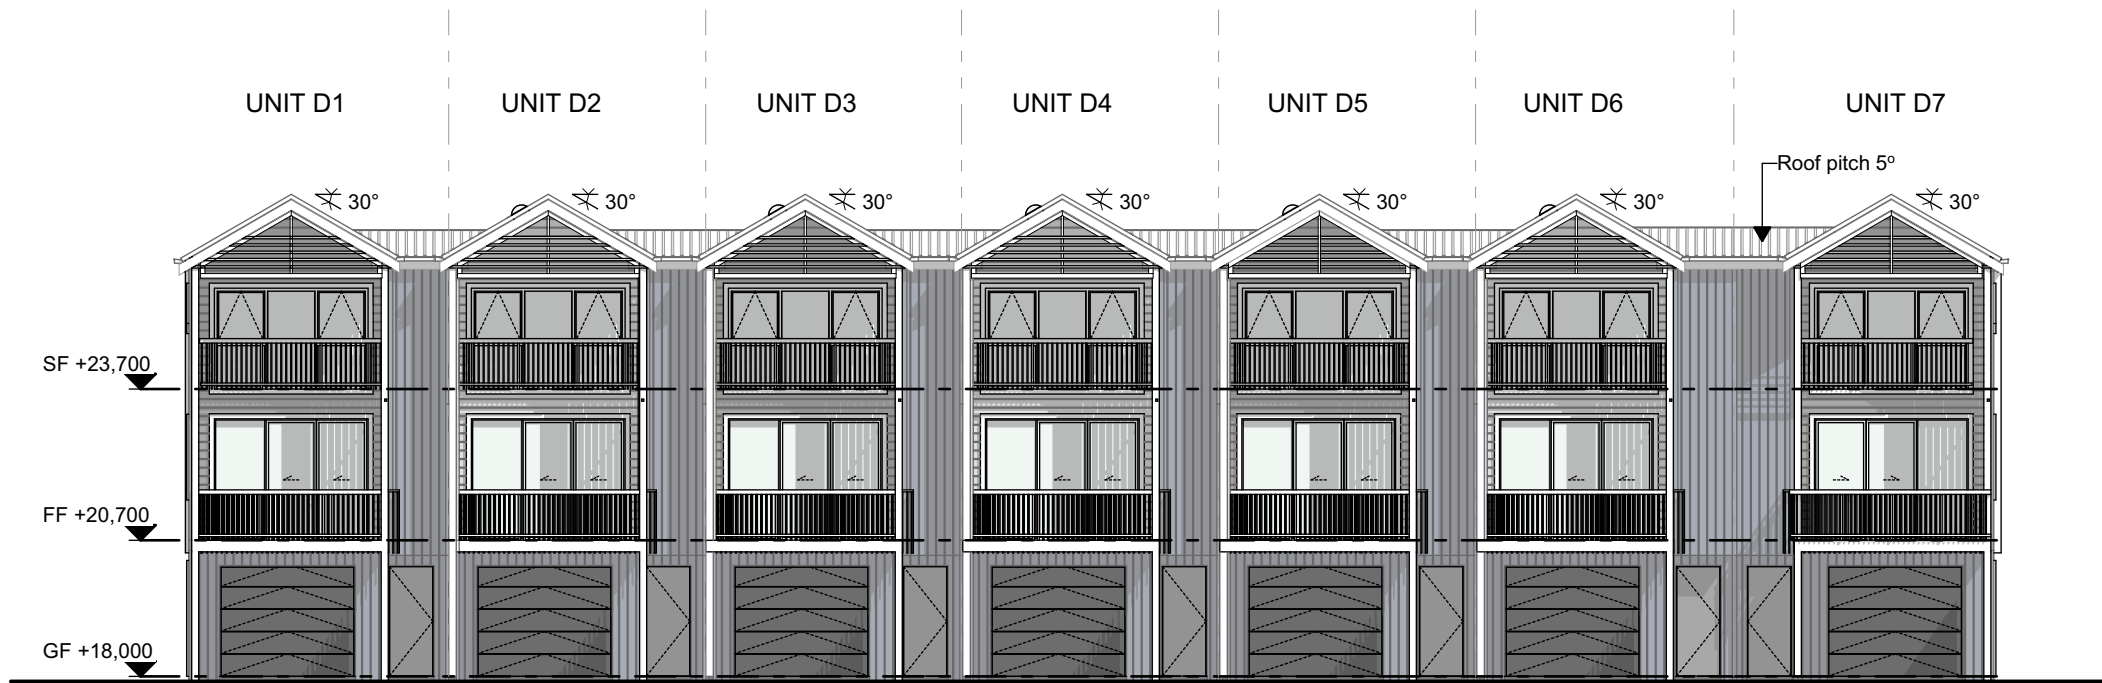 UNIT D1
UNIT D2
UNIT D3
UNIT D4
UNIT D5
UNIT D6
UNIT D7
Roof pitch 5º
30°
30°
30°
30°
30°
30°
30°
SF +23,700
FF +20,700
GF +18,000